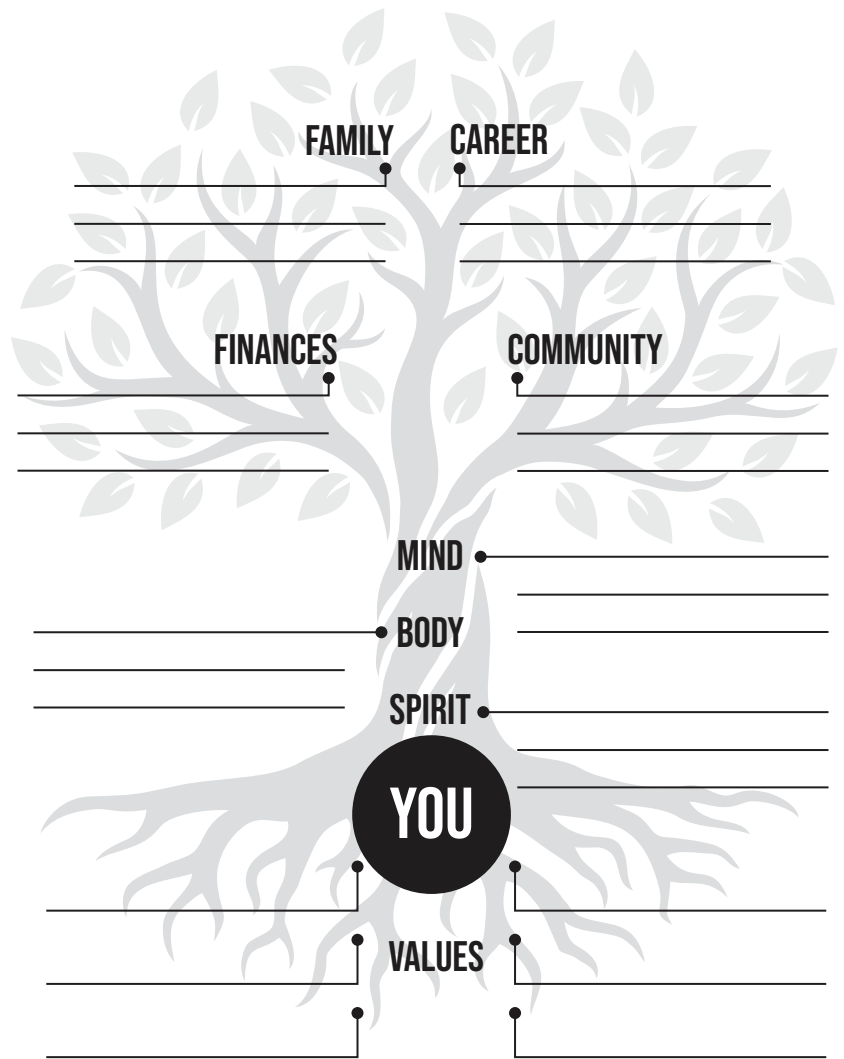 FAMILY CAREER
FINANCES COMMUNITY
MIND
BODY
SPIRIT
YOU
VALUES